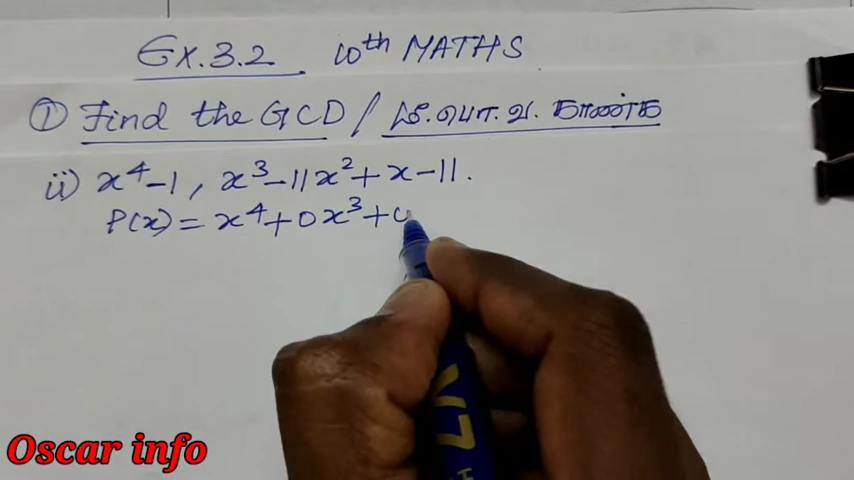 Ex.3.2 10th MATHS
① Find the GCD / மீ.பொ.வ. காண்க
ii) x⁴-1, x³-11x²+x-11.
P(x) = x⁴+0x³+0
V7
Oscar info